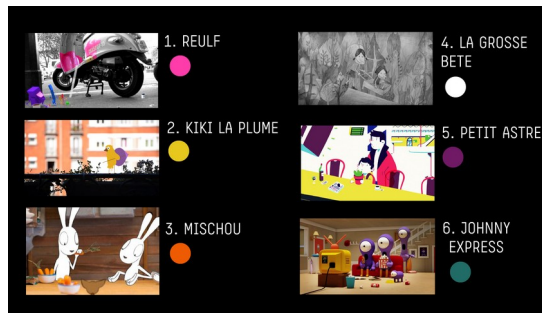 1. REULF
2. KIKI LA PLUME
3. MISCHOU
4. LA GROSSE
BETE
5. PETIT ASTRE
6. JOHNNY
EXPRESS